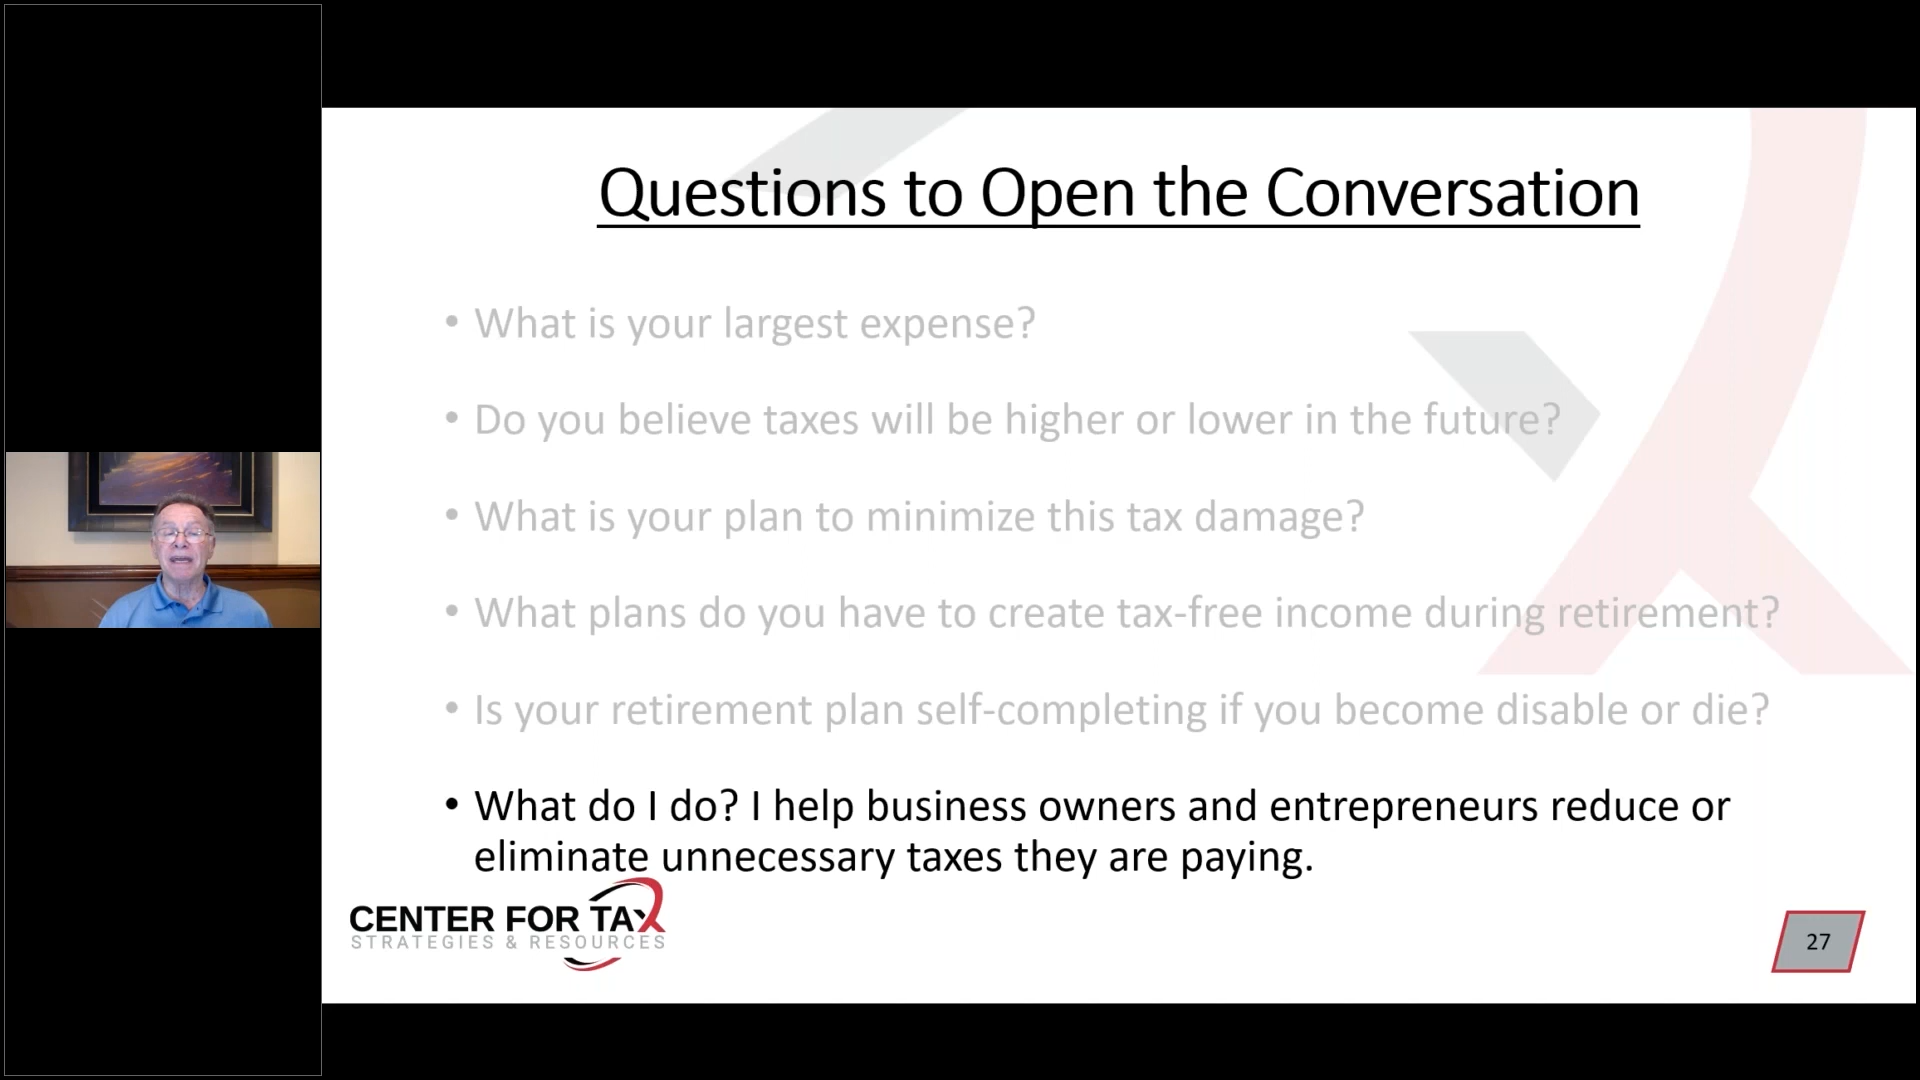 Questions to Open the Conversation
• What is your largest expense?
• Do you believe taxes will be higher or lower in the future?
• What is your plan to minimize this tax damage?
• What plans do you have to create tax-free income during retirement?
• Is your retirement plan self-completing if you become disable or die?
• What do I do? I help business owners and entrepreneurs reduce or
eliminate unnecessary taxes they are paying.
CENTER FOR TAX
STRATEGIES & RESOURCES
27